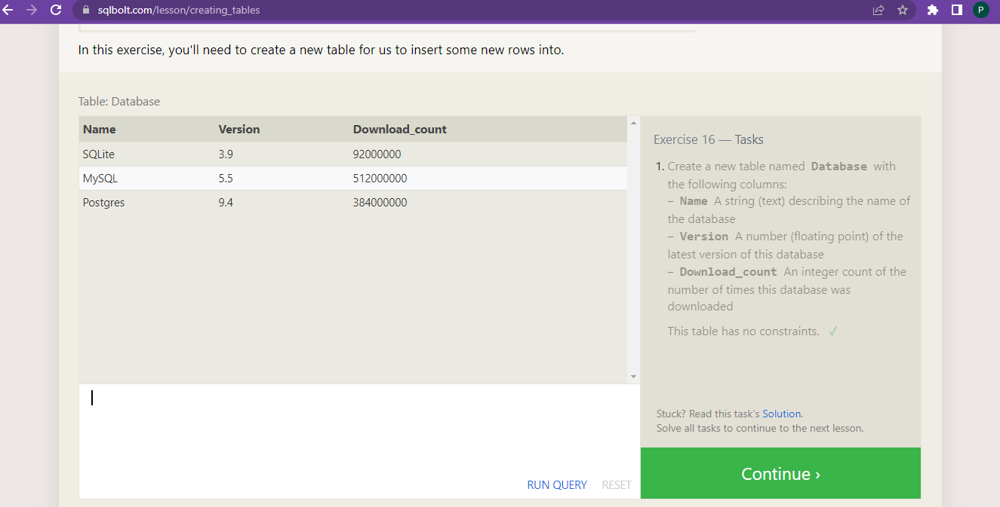 sqlbolt.com/lesson/creating_tables
P
In this exercise, you'll need to create a new table for us to insert some new rows into.
Table: Database
Name Version Download_count
SQLite 3.9 92000000
MySQL 5.5 512000000
Postgres 9.4 384000000
RUN QUERY RESET
Exercise 16 — Tasks
1. Create a new table named Database with
the following columns:
– Name A string (text) describing the name of
the database
– Version A number (floating point) of the
latest version of this database
– Download_count An integer count of the
number of times this database was
downloaded
This table has no constraints. ✓
Stuck? Read this task's Solution.
Solve all tasks to continue to the next lesson.
Continue ›